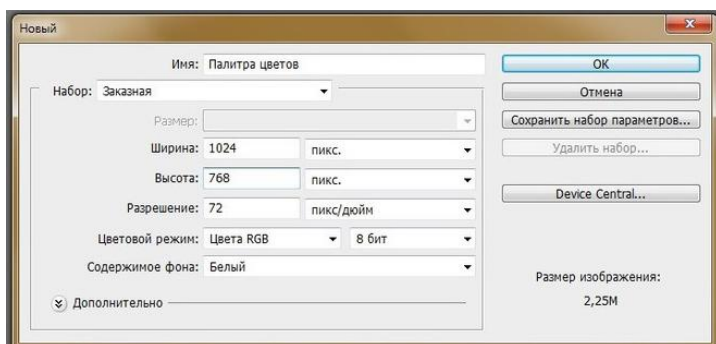 Новый
Имя: Палитра цветов
OK
Набор: Заказная
Отмена
Размер:
Сохранить набор параметров...
Ширина: 1024 пикс.
Удалить набор...
Высота: 768 пикс.
Device Central...
Разрешение: 72 пикс/дюйм
Цветовой режим: Цвета RGB 8 бит
Содержимое фона: Белый
Размер изображения:
Дополнительно
2,25M